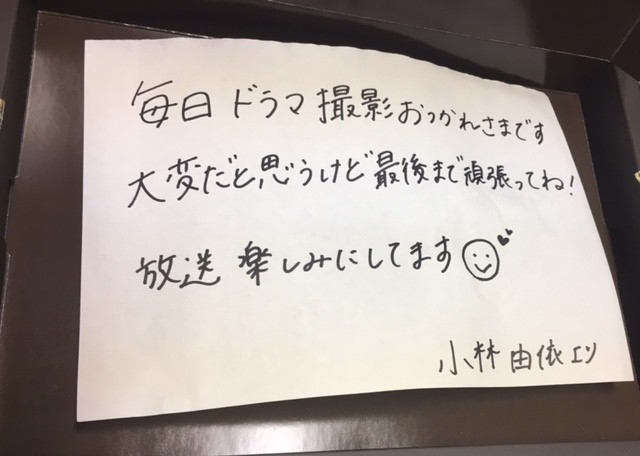 毎日ドラマ撮影おつかれさまです
大変だと思うけど最後まで頑張ってね!
放送 楽しみにしてます
小林 由依ヨリ